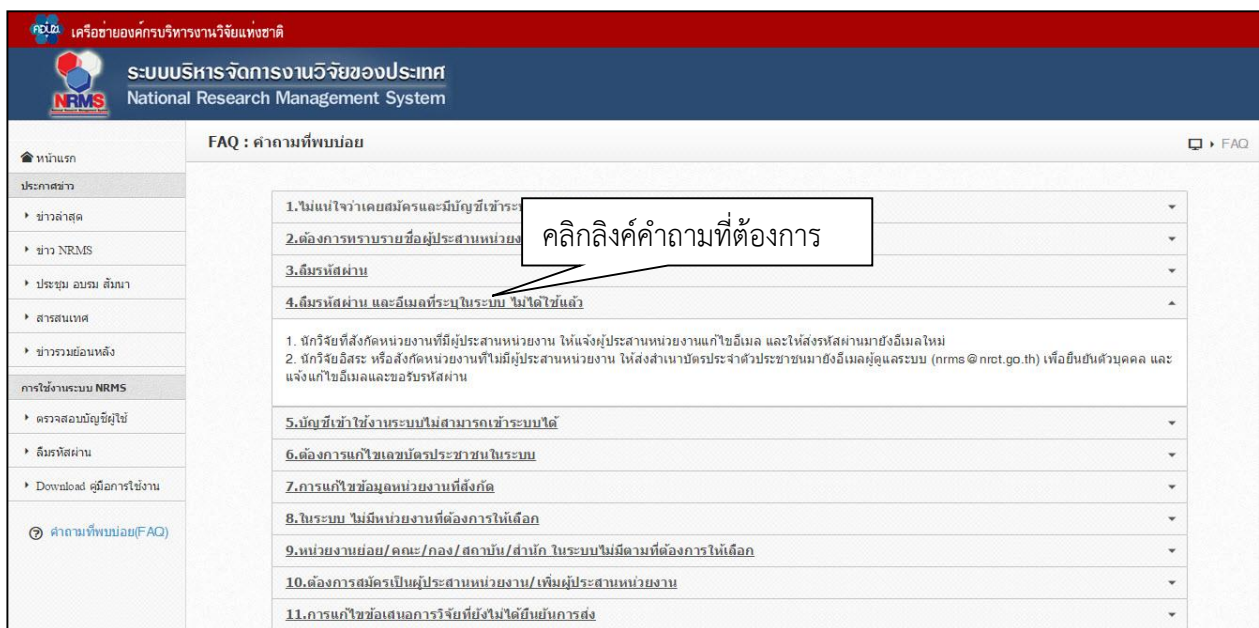 คอบช เครือข่ายองค์กรบริหารงานวิจัยแห่งชาติ
NRMS
ระบบบริหารจัดการงานวิจัยของประเทศ
National Research Management System
FAQ : คำถามที่พบบ่อย
FAQ
หน้าแรก
ประกาศข่าว
ข่าวล่าสุด
ข่าว NRMS
ประชุม อบรม สัมนา
สารสนเทศ
ข่าวรวมย้อนหลัง
การใช้งานระบบ NRMS
ตรวจสอบบัญชีผู้ใช้
ลืมรหัสผ่าน
Download คู่มือการใช้งาน
คำถามที่พบบ่อย(FAQ)
1.ไม่แน่ใจว่าเคยสมัครและมีบัญชีเข้าระบ
2.ต้องการทราบรายชื่อผู้ประสานหน่วยง
คลิกลิงค์คำถามที่ต้องการ
3.ลืมรหัสผ่าน
4.ลืมรหัสผ่าน และอีเมลที่ระบุในระบบ ไม่ได้ใช้แล้ว
1. นักวิจัยที่สังกัดหน่วยงานที่มีผู้ประสานหน่วยงาน ให้แจ้งผู้ประสานหน่วยงานแก้ไขอีเมล และให้ส่งรหัสผ่านมายังอีเมลใหม่
2. นักวิจัยอิสระ หรือสังกัดหน่วยงานที่ไม่มีผู้ประสานหน่วยงาน ให้ส่งสำเนาบัตรประจำตัวประชาชนมายังอีเมลผู้ดูแลระบบ (nrms@nrct.go.th) เพื่อยืนยันตัวบุคคล และ
แจ้งแก้ไขอีเมลและขอรับรหัสผ่าน
5.บัญชีเข้าใช้งานระบบไม่สามารถเข้าระบบได้
6.ต้องการแก้ไขเลขบัตรประชาชนในระบบ
7.การแก้ไขข้อมูลหน่วยงานที่สังกัด
8.ในระบบ ไม่มีหน่วยงานที่ต้องการให้เลือก
9.หน่วยงานย่อย/คณะ/กอง/สถาบัน/สำนัก ในระบบไม่มีตามที่ต้องการให้เลือก
10.ต้องการสมัครเป็นผู้ประสานหน่วยงาน/เพิ่มผู้ประสานหน่วยงาน
11.การแก้ไขข้อเสนอการวิจัยที่ยังไม่ได้ยืนยันการส่ง